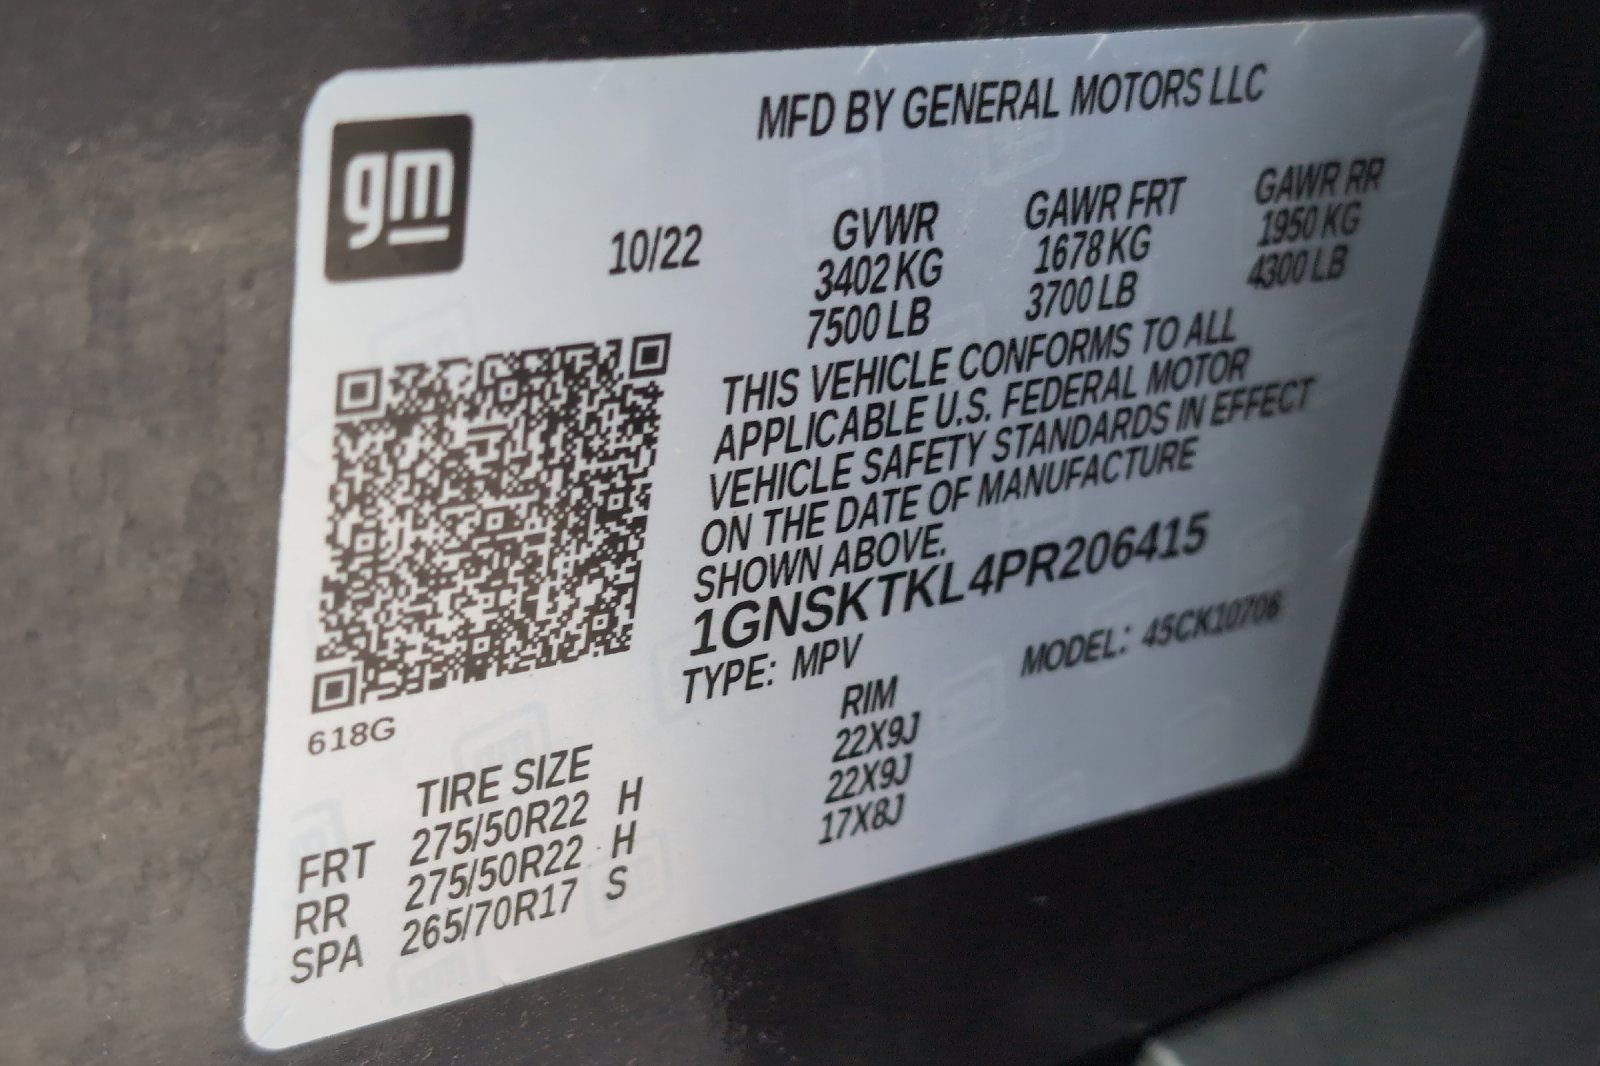 gm
MFD BY GENERAL MOTORS LLC
10/22 GVWR GAWR FRT GAWR RR
3402 KG 1678 KG 1950 KG
7500 LB 3700 LB 4300 LB
THIS VEHICLE CONFORMS TO ALL
APPLICABLE U.S. FEDERAL MOTOR
VEHICLE SAFETY STANDARDS IN EFFECT
ON THE DATE OF MANUFACTURE
SHOWN ABOVE.
1GNSKTKL4PR206415
TYPE: MPV MODEL: 45CK10706
618G
TIRE SIZE RIM
FRT 275/50R22 H 22X9J
RR 275/50R22 H 22X9J
SPA 265/70R17 S 17X8J